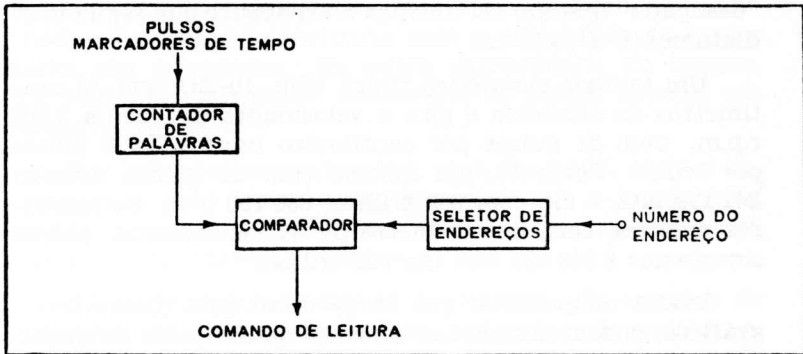 PULSOS
MARCADORES DE TEMPO
CONTADOR
DE
PALAVRAS
COMPARADOR
SELETOR DE
ENDEREÇOS
NÚMERO DO
ENDERÊÇO
COMANDO DE LEITURA